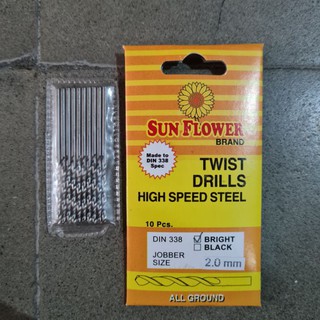 SUN FLOWER
BRAND
Made to
DIN 338
Spec
TWIST
DRILLS
HIGH SPEED STEEL
10 Pcs.
DIN 338 BRIGHT
BLACK
JOBBER
SIZE 2.0 mm
ALL GROUND